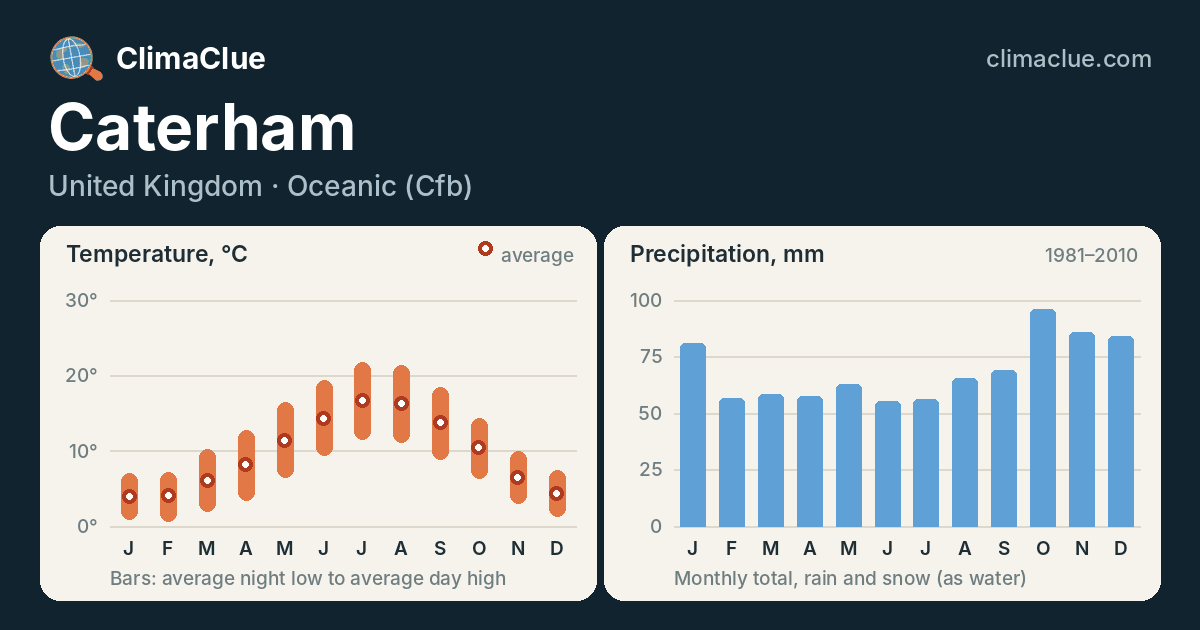 ClimaClue
climaclue.com
Caterham
United Kingdom · Oceanic (Cfb)
Temperature, °C
average
30°
20°
10°
0°
J F M A M J J A S O N D
Bars: average night low to average day high
Precipitation, mm
1981–2010
100
75
50
25
0
J F M A M J J A S O N D
Monthly total, rain and snow (as water)